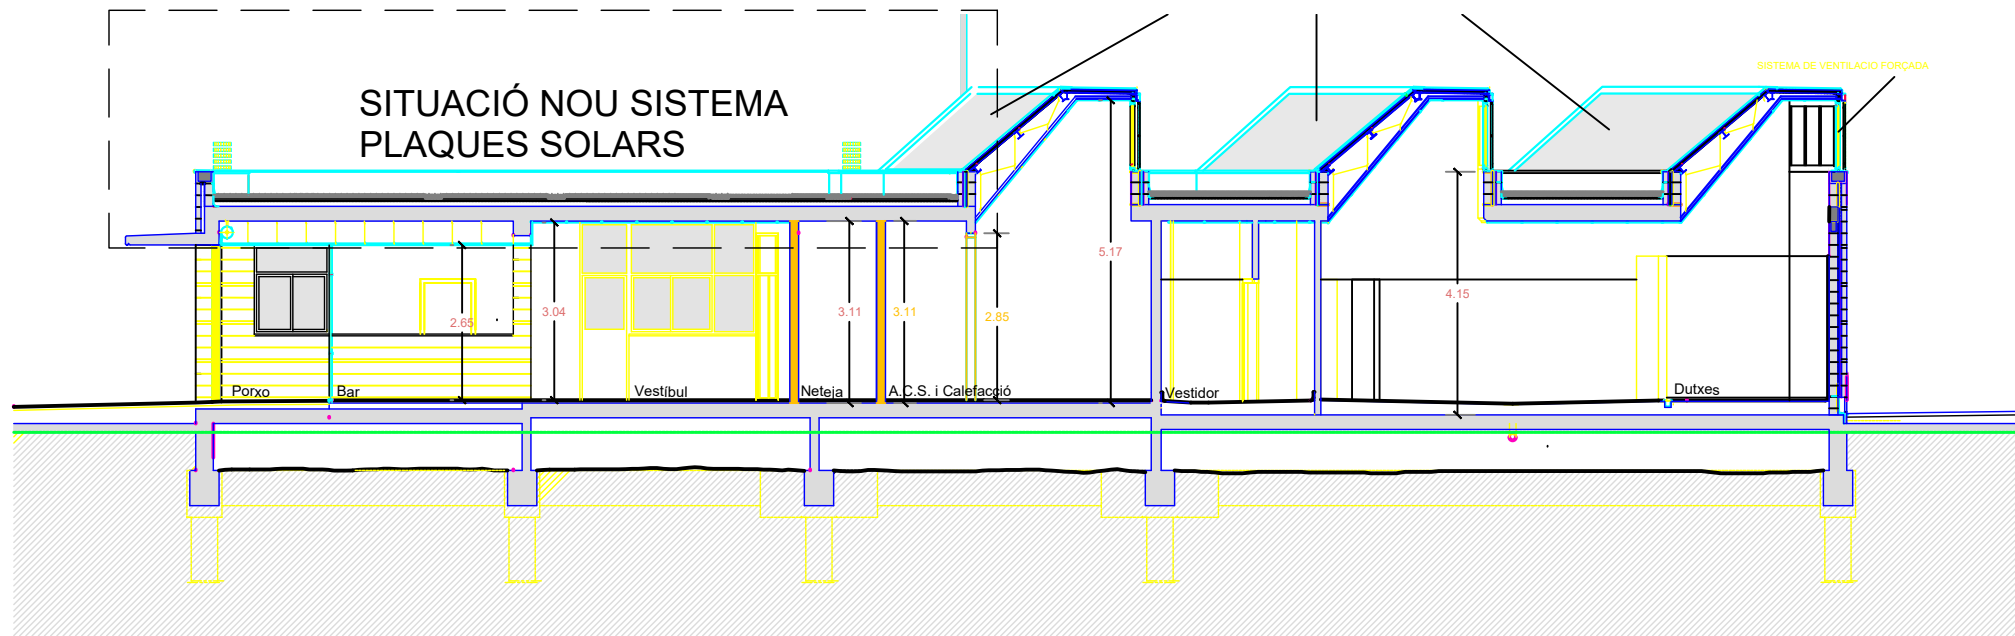 SISTEMA DE VENTILACIO FORÇADA
SITUACIÓ NOU SISTEMA
PLAQUES SOLARS
5.17
4.15
2.65
3.04
3.11
3.11
2.85
Porxo
Bar
Vestíbul
Neteja
A.C.S. i Calefacció
Vestidor
Dutxes